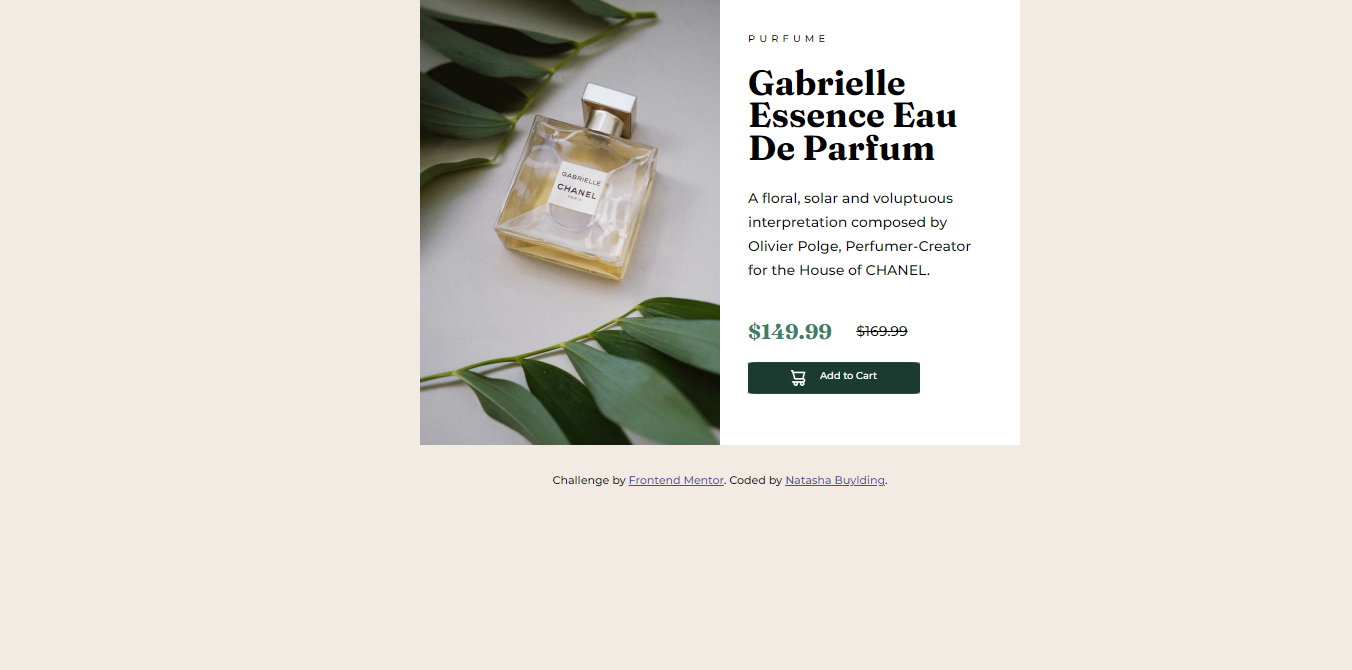 PURFUME
Gabrielle
Essence Eau
De Parfum
A floral, solar and voluptuous
interpretation composed by
Olivier Polge, Perfumer-Creator
for the House of CHANEL.
$149.99 $169.99
Add to Cart
GABRIELLE
CHANEL
PARIS
Challenge by Frontend Mentor. Coded by Natasha Buylding.